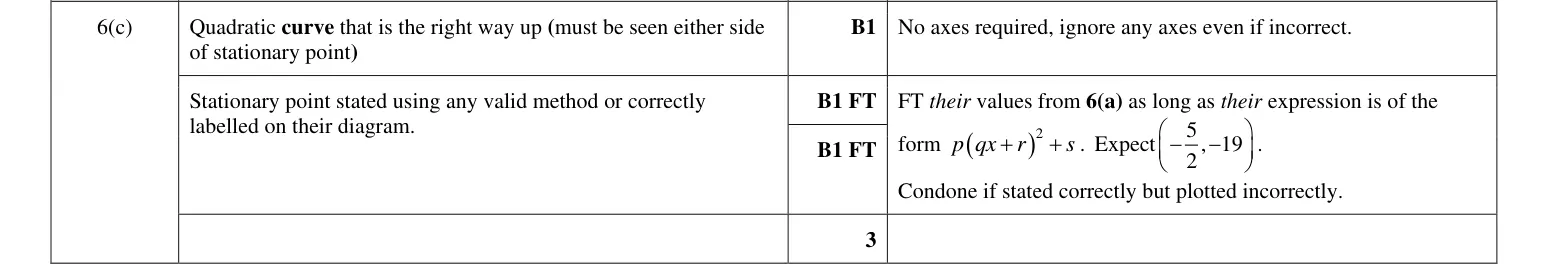 6(c) Quadratic curve that is the right way up (must be seen either side B1 No axes required, ignore any axes even if incorrect.
of stationary point)
Stationary point stated using any valid method or correctly B1 FT FT their values from 6(a) as long as their expression is of the
labelled on their diagram.
B1 FT form p(qx + r)² + s . Expect (−5/2, −19).
Condone if stated correctly but plotted incorrectly.
3